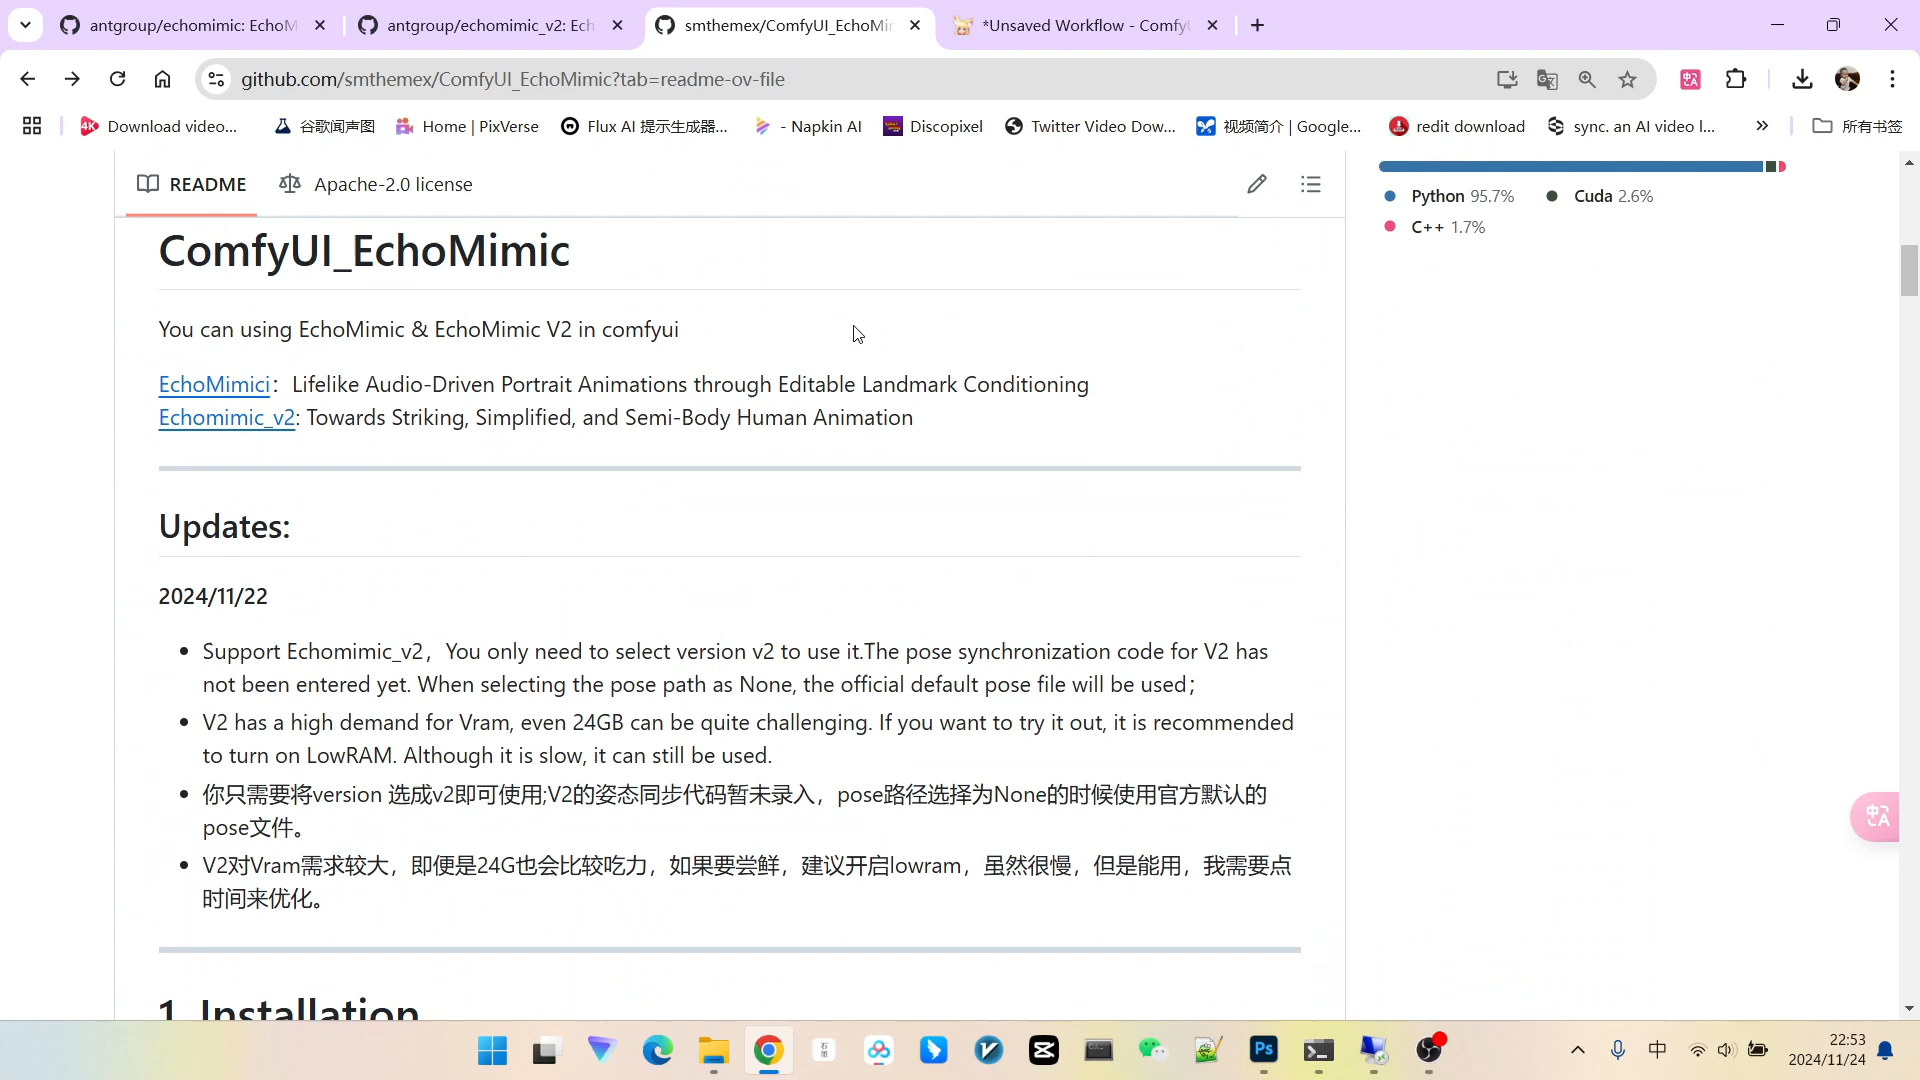 antgroup/echomimic: EchoM
antgroup/echomimic_v2: Ech
smthemex/ComfyUI_EchoMir
*Unsaved Workflow - ComfyU
github.com/smthemex/ComfyUI_EchoMimic?tab=readme-ov-file
Download video...
谷歌闻声图
Home | PixVerse
Flux AI 提示生成器...
- Napkin AI
Discopixel
Twitter Video Dow...
视频简介 | Google...
redit download
sync. an AI video l...
所有书签
README
Apache-2.0 license
Python 95.7%
Cuda 2.6%
C++ 1.7%
ComfyUI_EchoMimic
You can using EchoMimic & EchoMimic V2 in comfyui
EchoMimici：Lifelike Audio-Driven Portrait Animations through Editable Landmark Conditioning
Echomimic_v2: Towards Striking, Simplified, and Semi-Body Human Animation
Updates:
2024/11/22
Support Echomimic_v2，You only need to select version v2 to use it.The pose synchronization code for V2 has
not been entered yet. When selecting the pose path as None, the official default pose file will be used；
V2 has a high demand for Vram, even 24GB can be quite challenging. If you want to try it out, it is recommended
to turn on LowRAM. Although it is slow, it can still be used.
你只需要将version 选成v2即可使用;V2的姿态同步代码暂未录入，pose路径选择为None的时候使用官方默认的
pose文件。
V2对Vram需求较大，即便是24G也会比较吃力，如果要尝鲜，建议开启lowram，虽然很慢，但是能用，我需要点
时间来优化。
1. Installation
中
22:53
2024/11/24